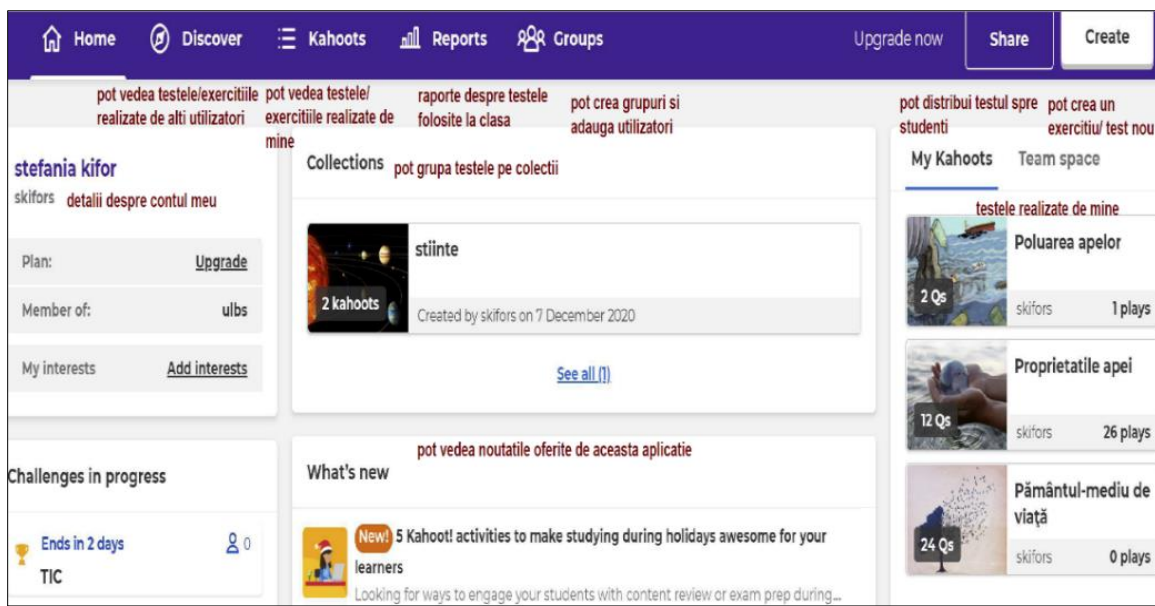 Home Discover Kahoots Reports Groups Upgrade now Share Create
pot vedea testele/exercitiile
realizate de alti utilizatori
pot vedea testele/
exercitiile realizate de
mine
raporte despre testele
folosite la clasa
pot crea grupuri si
adauga utilizatori
pot distribui testul spre
studenti
pot crea un
exercitiu/ test nou
stefania kifor
skifors detalii despre contul meu
Plan: Upgrade
Member of: ulbs
My interests Add interests
Challenges in progress
Ends in 2 days 0
TIC
Collections pot grupa testele pe colectii
stiinte
2 kahoots
Created by skifors on 7 December 2020
See all (1)
pot vedea noutatile oferite de aceasta aplicatie
What's new
New! 5 Kahoot! activities to make studying during holidays awesome for your
learners
Looking for ways to engage your students with content review or exam prep during...
My Kahoots Team space
testele realizate de mine
Poluarea apelor
2 Qs
skifors 1 plays
Proprietatile apei
12 Qs
skifors 26 plays
Pământul-mediu de
viaţă
24 Qs
skifors 0 plays